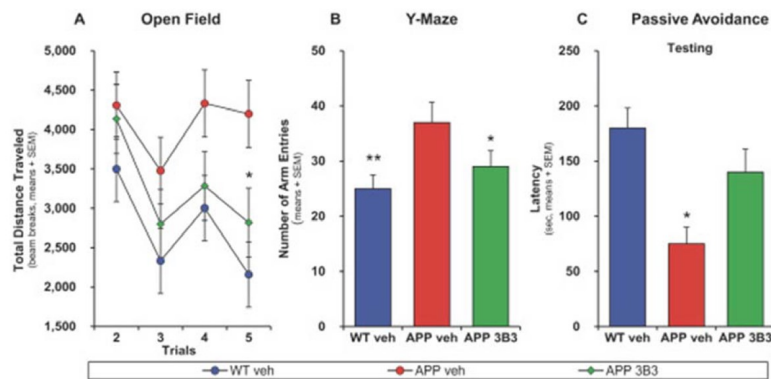 A Open Field
Total Distance Traveled
(beam breaks, means + SEM)
5,000
4,500
4,000
3,500
3,000
2,500
2,000
1,500
*
2 3 4 5
Trials
B Y-Maze
Number of Arm Entries
(means + SEM)
50
40
30
20
10
0
**
*
WT veh APP veh APP 3B3
C Passive Avoidance
Testing
Latency
(sec, means + SEM)
250
200
150
100
50
0
*
WT veh APP veh APP 3B3
WT veh APP veh APP 3B3